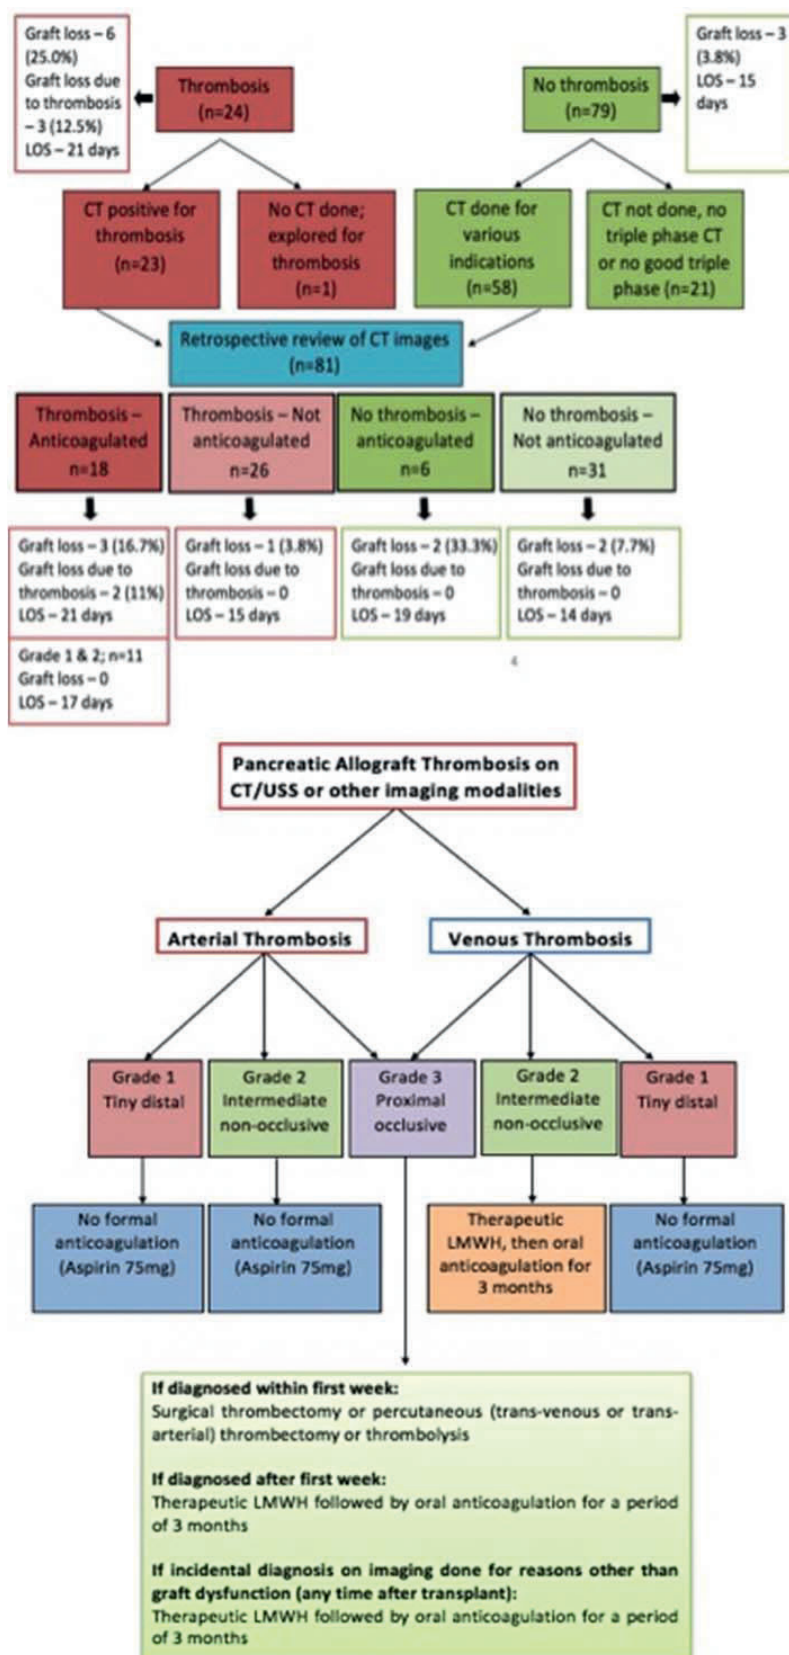 Graft loss – 6
(25.0%)
Graft loss due
to thrombosis
– 3 (12.5%)
LOS – 21 days
Thrombosis
(n=24)
No thrombosis
(n=79)
Graft loss – 3
(3.8%)
LOS – 15
days
CT positive for
thrombosis
(n=23)
No CT done;
explored for
thrombosis
(n=1)
CT done for
various
indications
(n=58)
CT not done, no
triple phase CT
or no good triple
phase (n=21)
Retrospective review of CT images
(n=81)
Thrombosis –
Anticoagulated
n=18
Thrombosis – Not
anticoagulated
n=26
No thrombosis –
anticoagulated
n=6
No thrombosis –
Not anticoagulated
n=31
Graft loss – 3 (16.7%)
Graft loss due to
thrombosis – 2 (11%)
LOS – 21 days
Graft loss – 1 (3.8%)
Graft loss due to
thrombosis – 0
LOS – 15 days
Graft loss – 2 (33.3%)
Graft loss due to
thrombosis – 0
LOS – 19 days
Graft loss – 2 (7.7%)
Graft loss due to
thrombosis – 0
LOS – 14 days
Grade 1 & 2; n=11
Graft loss – 0
LOS – 17 days
4
Pancreatic Allograft Thrombosis on
CT/USS or other imaging modalities
Arterial Thrombosis
Venous Thrombosis
Grade 1
Tiny distal
Grade 2
Intermediate
non-occlusive
Grade 3
Proximal
occlusive
Grade 2
Intermediate
non-occlusive
Grade 1
Tiny distal
No formal
anticoagulation
(Aspirin 75mg)
No formal
anticoagulation
(Aspirin 75mg)
Therapeutic
LMWH, then oral
anticoagulation for
3 months
No formal
anticoagulation
(Aspirin 75mg)
If diagnosed within first week:
Surgical thrombectomy or percutaneous (trans-venous or trans-
arterial) thrombectomy or thrombolysis
If diagnosed after first week:
Therapeutic LMWH followed by oral anticoagulation for a period
of 3 months
If incidental diagnosis on imaging done for reasons other than
graft dysfunction (any time after transplant):
Therapeutic LMWH followed by oral anticoagulation for a period
of 3 months